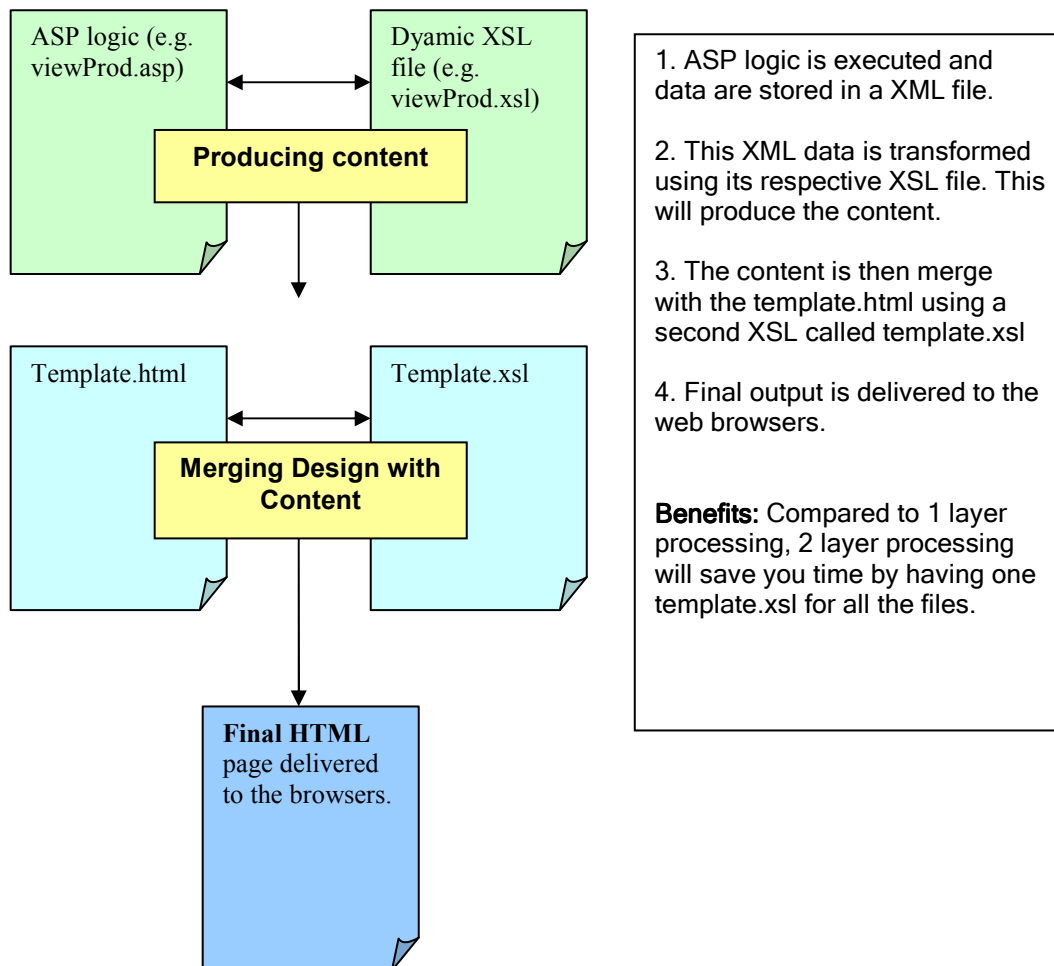 ASP logic (e.g.
viewProd.asp)
Dyamic XSL
file (e.g.
viewProd.xsl)
Producing content
Template.html
Template.xsl
Merging Design with
Content
Final HTML
page delivered
to the browsers.
1. ASP logic is executed and
data are stored in a XML file.
2. This XML data is transformed
using its respective XSL file. This
will produce the content.
3. The content is then merge
with the template.html using a
second XSL called template.xsl
4. Final output is delivered to the
web browsers.
Benefits: Compared to 1 layer
processing, 2 layer processing
will save you time by having one
template.xsl for all the files.